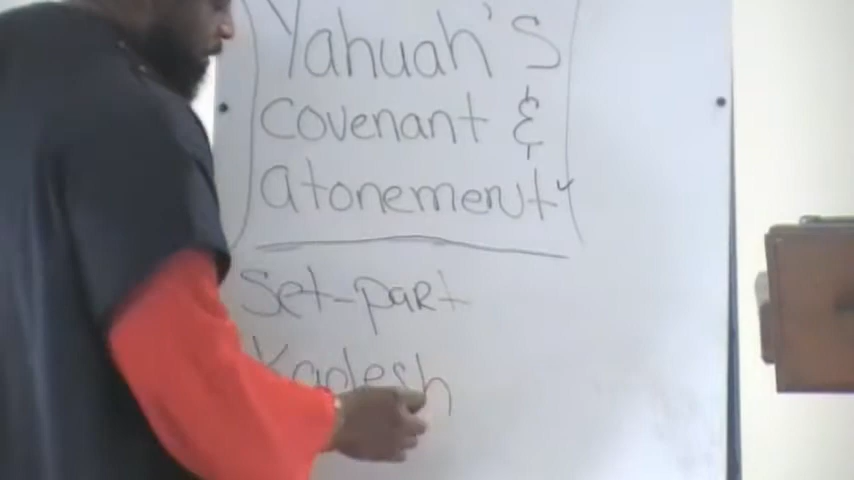 Yahuah's
covenant &
atonement
Set-part
Kadesh